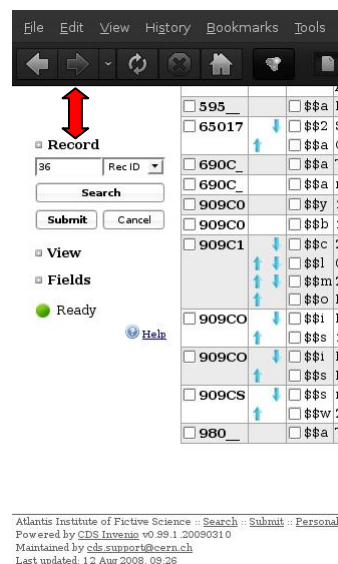 File Edit View History Bookmarks Tools
595__ $$a
65017 $$2
$$a
Record
690C_ $$a
36 Rec ID
690C_ $$a
Search
909C0 $$y
Submit Cancel
909C0 $$b
909C1 $$c
View
$$l
Fields
$$m
$$o
Ready
909CO $$i
Help
$$s
909CO $$i
$$s
909CS $$s
$$w
980__ $$a
Atlantis Institute of Fictive Science :: Search :: Submit :: Personal
Powered by CDS Invenio v0.99.1.20090310
Maintained by cds.support@cern.ch
Last updated: 12 Aug 2008, 09:26